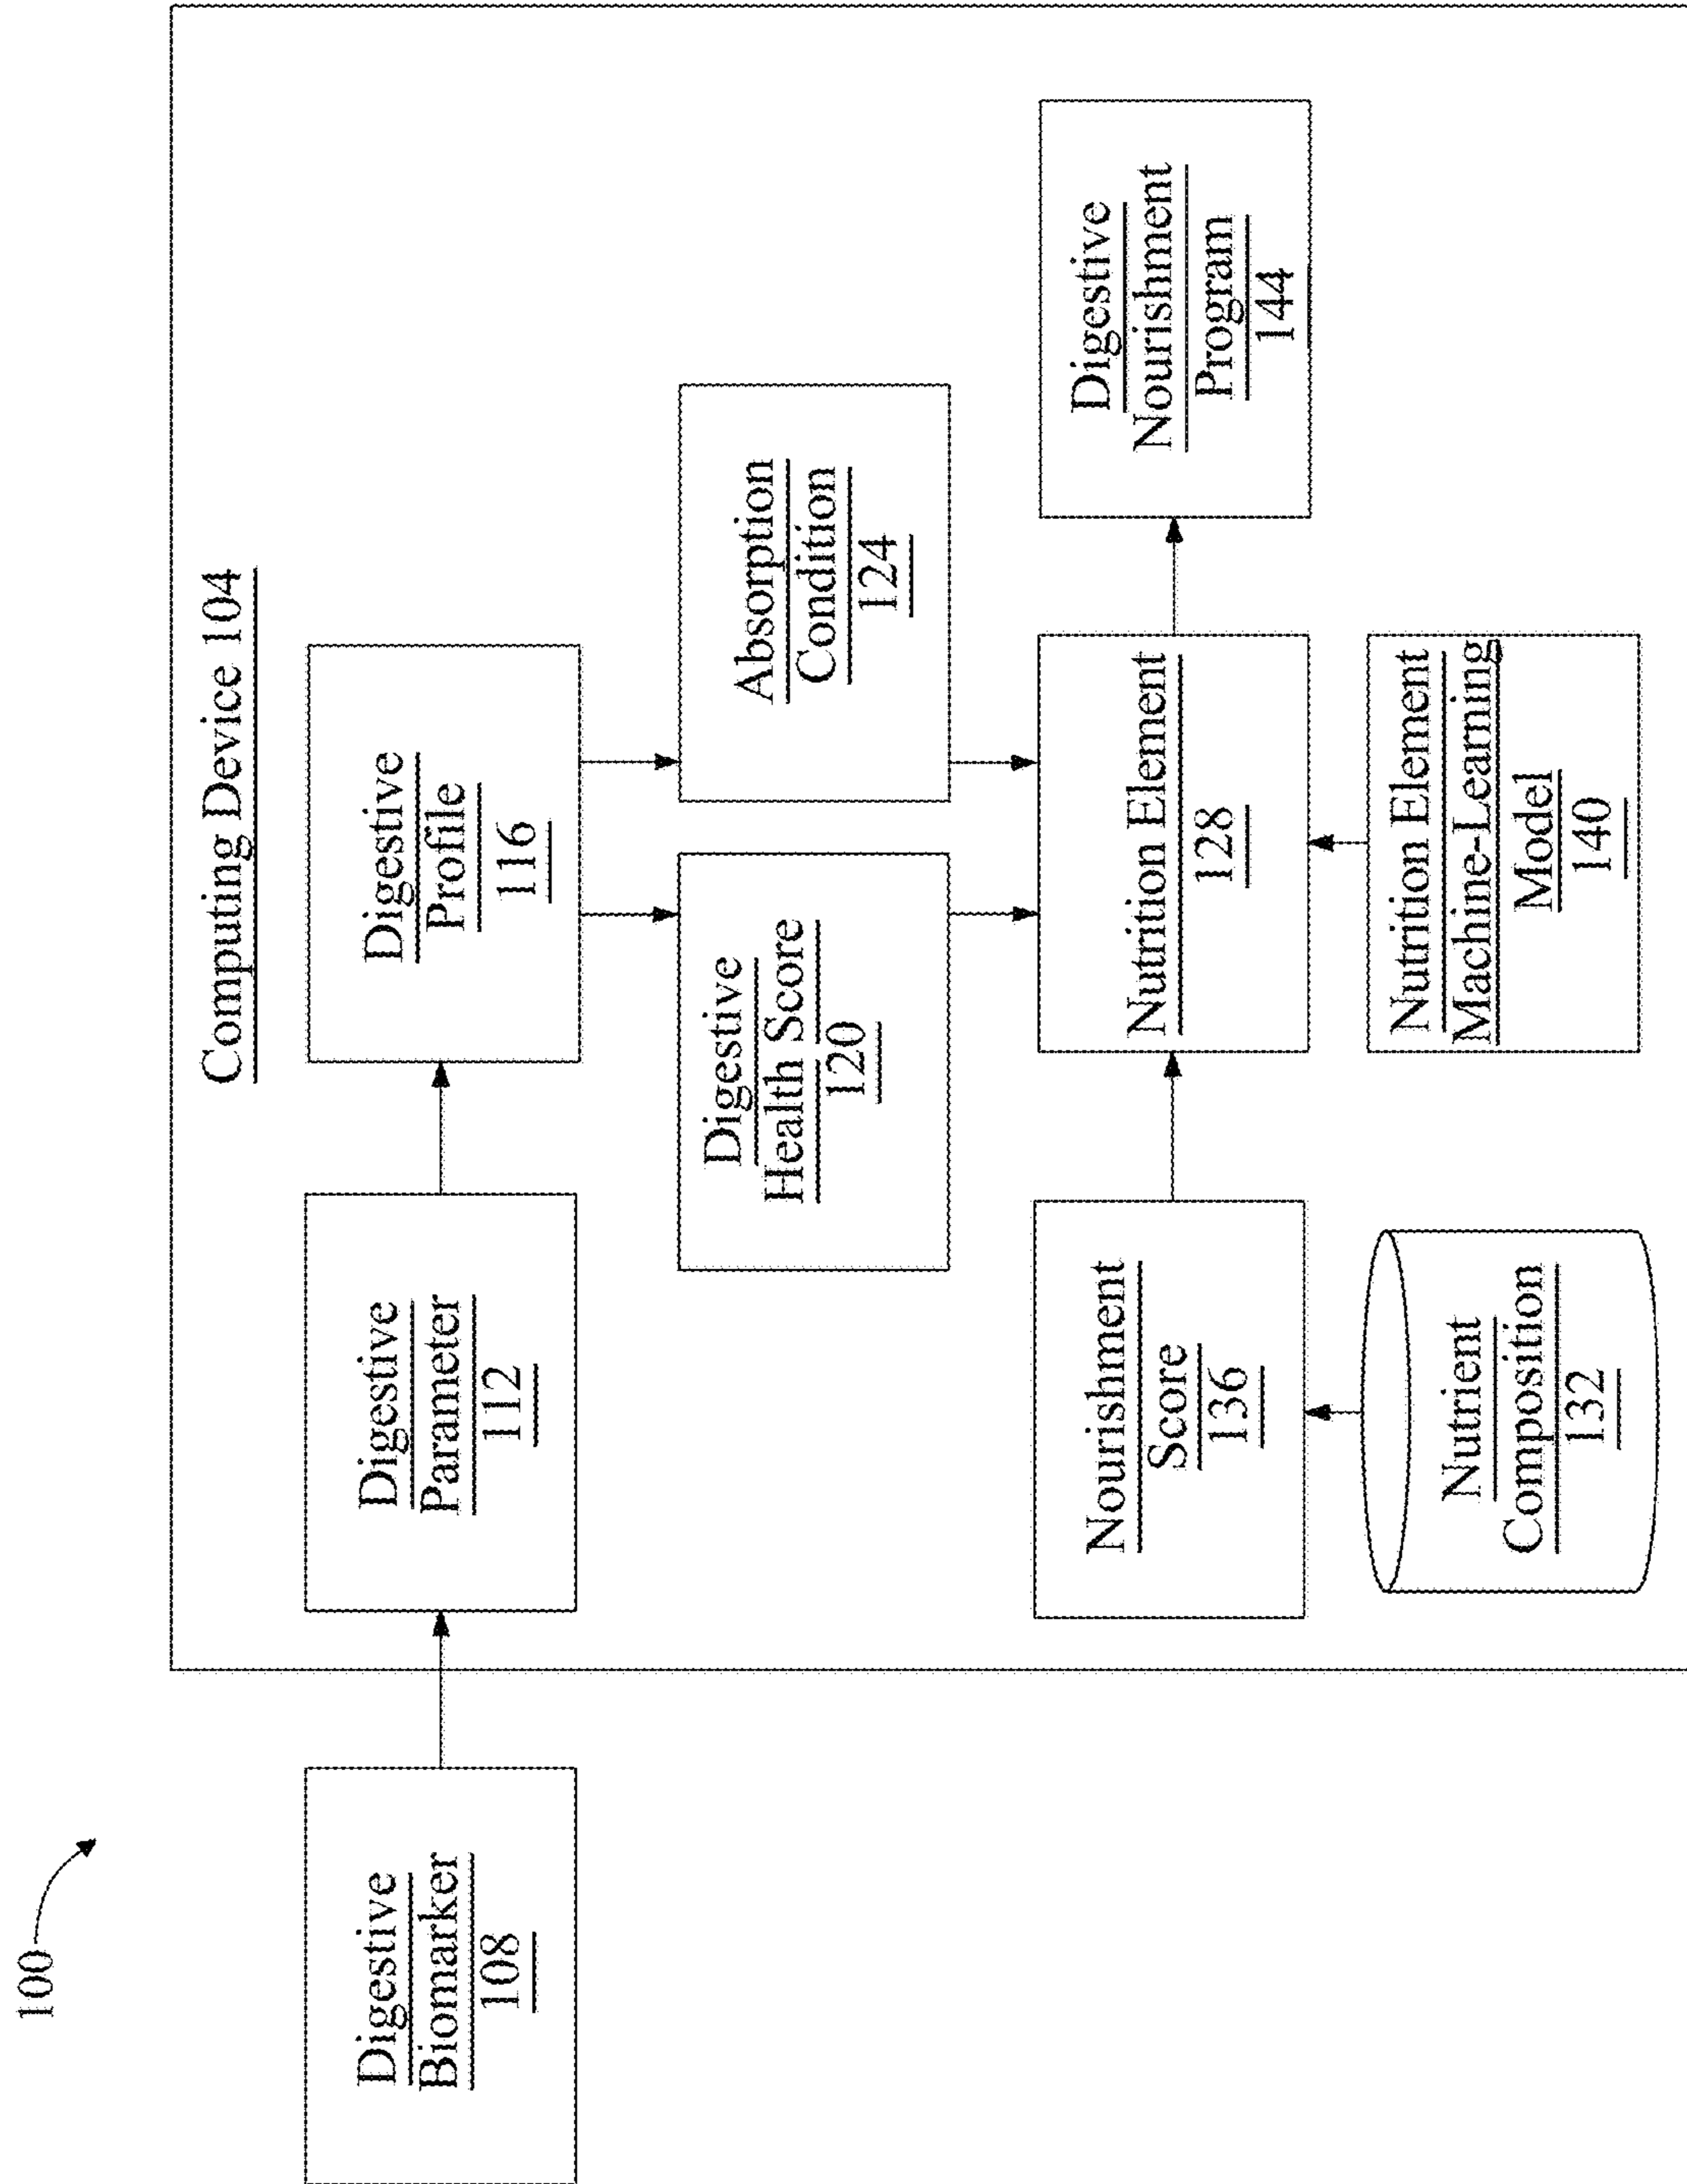 100
Computing Device 104
Digestive
Biomarker
108
Digestive
Parameter
112
Digestive
Profile
116
Digestive
Health Score
120
Absorption
Condition
124
Nourishment
Score
136
Nutrition Element
128
Digestive
Nourishment
Program
144
Nutrient
Composition
132
Nutrition Element
Machine-Learning
Model
140